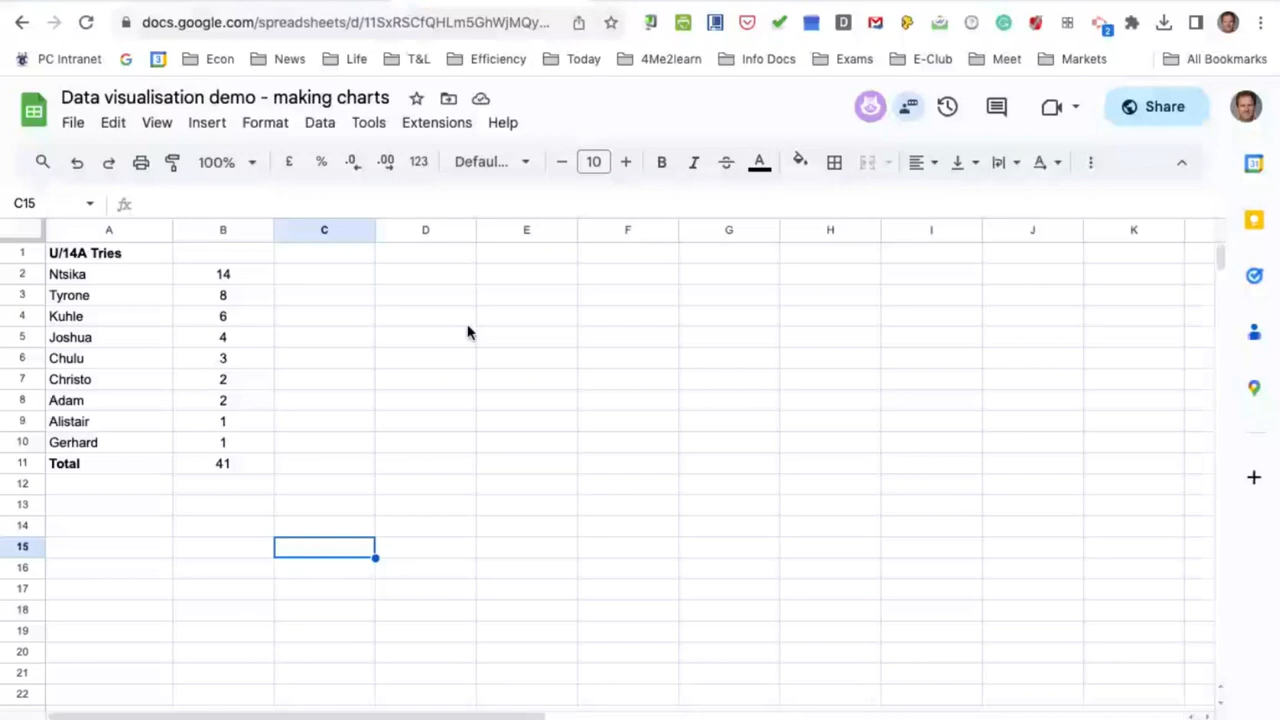 docs.google.com/spreadsheets/d/11SxRSCfQHLm5GhWjMQy...
2
PC Intranet Econ News Life T&L Efficiency Today 4Me2learn Info Docs Exams E-Club Meet Markets All Bookmarks
Data visualisation demo - making charts
Share
File Edit View Insert Format Data Tools Extensions Help
100% £ % .0 .00 123 Defaul... 10 B I A
C15 fx
A B C D E F G H I J K
1 U/14A Tries
2 Ntsika 14
3 Tyrone 8
4 Kuhle 6
5 Joshua 4
6 Chulu 3
7 Christo 2
8 Adam 2
9 Alistair 1
10 Gerhard 1
11 Total 41
12
13
14
15
16
17
18
19
20
21
22